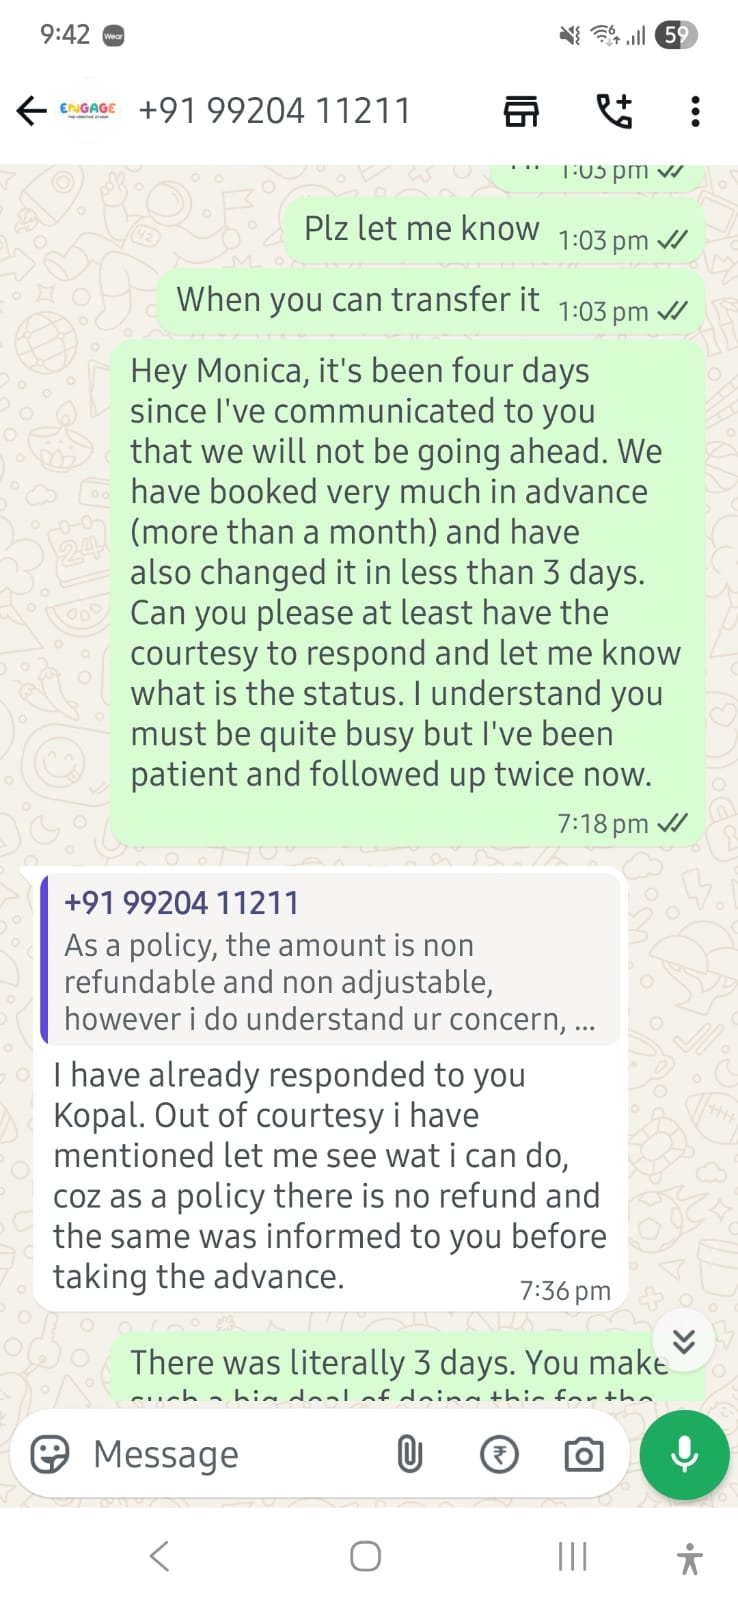 9:42 Wear 59
ENGAGE +91 99204 11211
1:03 pm
Plz let me know 1:03 pm
When you can transfer it 1:03 pm
Hey Monica, it's been four days
since I've communicated to you
that we will not be going ahead. We
have booked very much in advance
(more than a month) and have
also changed it in less than 3 days.
Can you please at least have the
courtesy to respond and let me know
what is the status. I understand you
must be quite busy but I've been
patient and followed up twice now.
7:18 pm
+91 99204 11211
As a policy, the amount is non
refundable and non adjustable,
however i do understand ur concern, ...
I have already responded to you
Kopal. Out of courtesy i have
mentioned let me see wat i can do,
coz as a policy there is no refund and
the same was informed to you before
taking the advance.
7:36 pm
There was literally 3 days. You make
such a big deal of doing this for the
Message